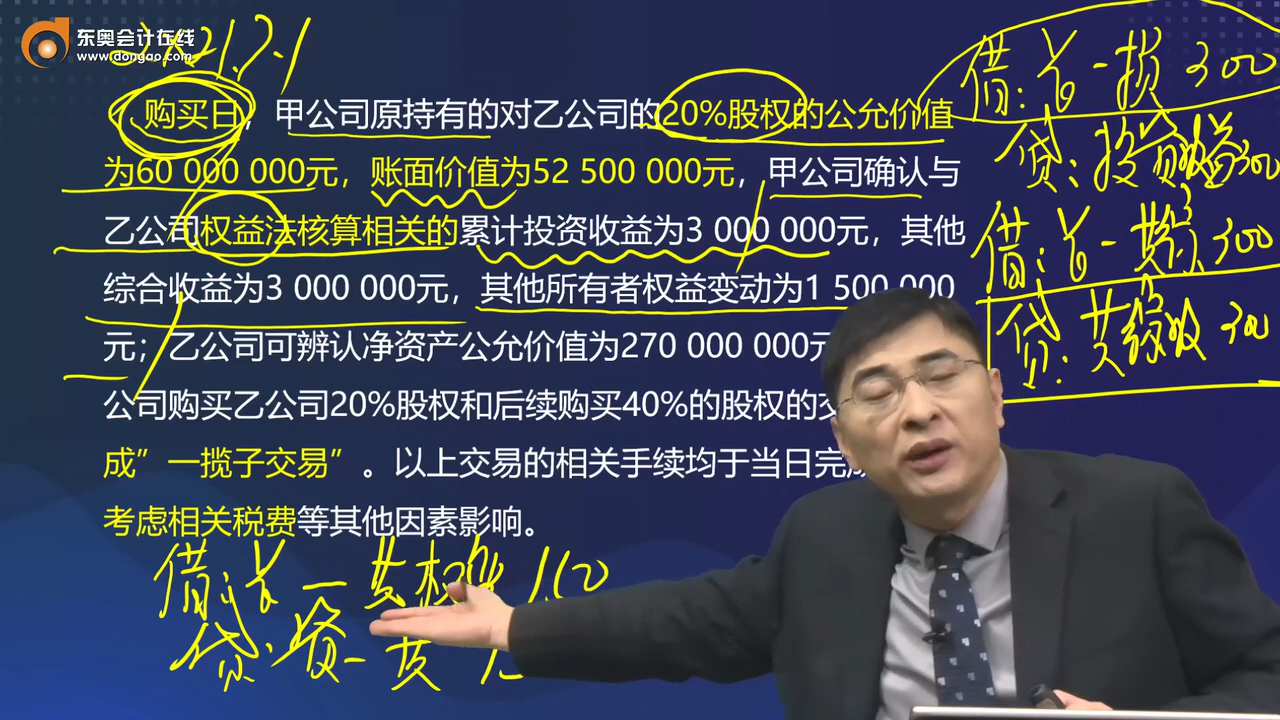 东奥会计在线
www.dongao.com
购买日，甲公司原持有的对乙公司的20%股权的公允价值
为60 000 000元，账面价值为52 500 000元，甲公司确认与
乙公司权益法核算相关的累计投资收益为3 000 000元，其他
综合收益为3 000 000元，其他所有者权益变动为1 500 000
元；乙公司可辨认净资产公允价值为270 000 000元
公司购买乙公司20%股权和后续购买40%的股权的交
成”一揽子交易”。以上交易的相关手续均于当日完成
考虑相关税费等其他因素影响。
借：长一损 300
贷：投资收益300
借：长一其综 300
贷：其综收 300
借：长一其权
贷：资一其